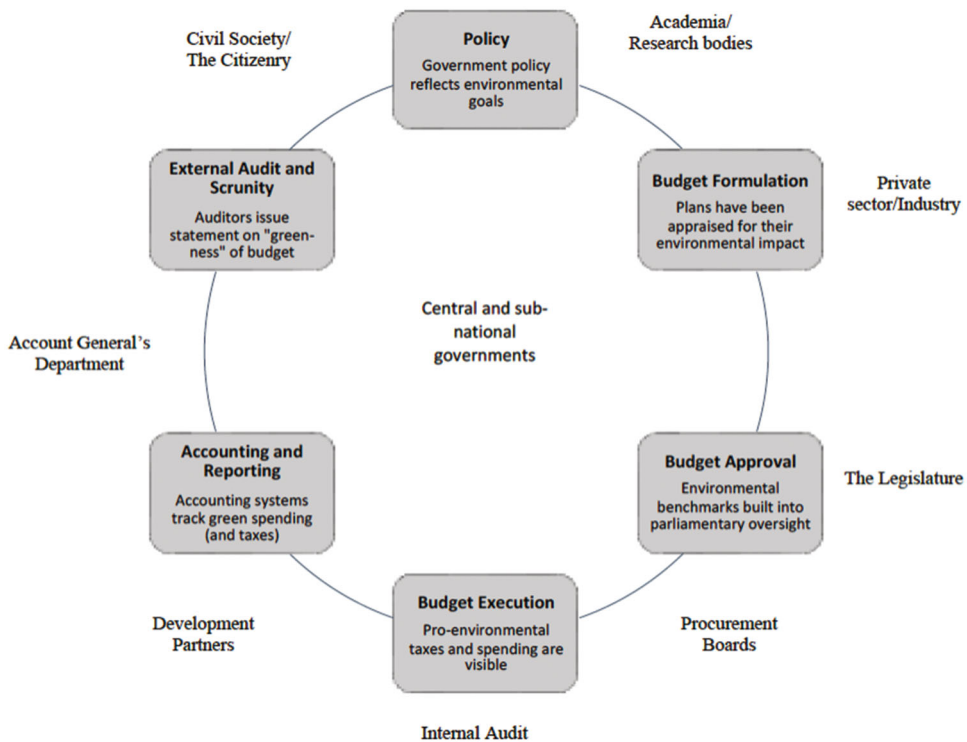 Civil Society/
The Citizenry
Policy
Government policy
reflects environmental
goals
Academia/
Research bodies
External Audit and
Scrunity
Auditors issue
statement on "green-
ness" of budget
Budget Formulation
Plans have been
appraised for their
environmental impact
Private
sector/Industry
Central and sub-
national
governments
Account General's
Department
Accounting and
Reporting
Accounting systems
track green spending
(and taxes)
Budget Approval
Environmental
benchmarks built into
parliamentary oversight
The Legislature
Development
Partners
Budget Execution
Pro-environmental
taxes and spending are
visible
Procurement
Boards
Internal Audit